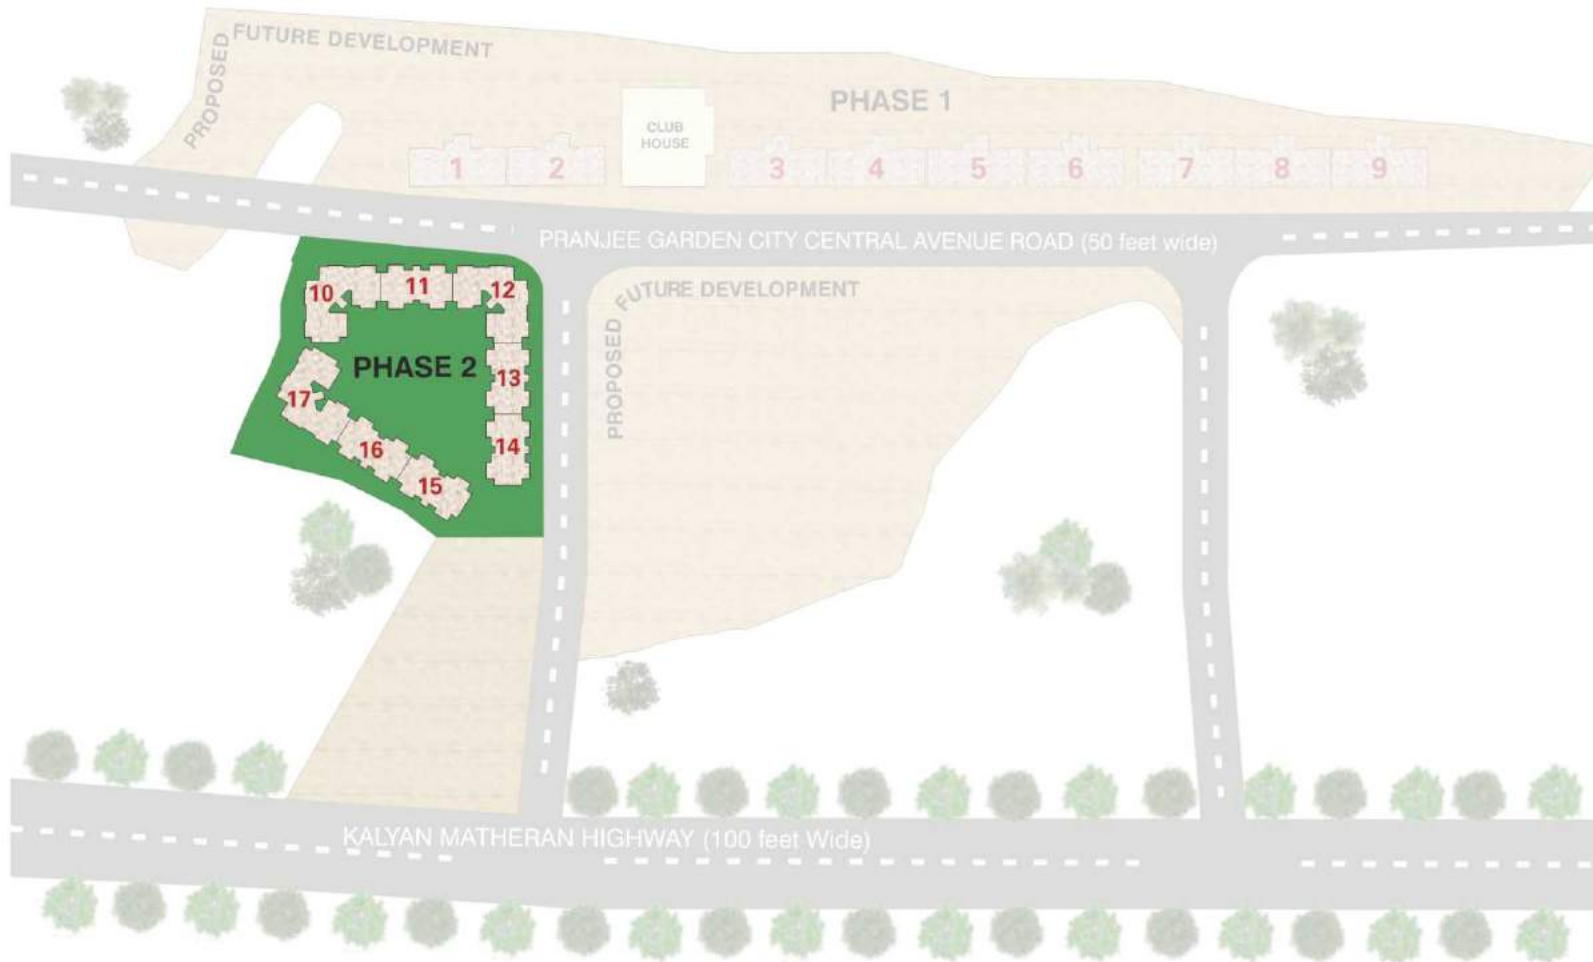 FUTURE DEVELOPMENT
PROPOSED
PHASE 1
CLUB
HOUSE
1
2
3
4
5
6
7
8
9
PRANJEE GARDEN CITY CENTRAL AVENUE ROAD (50 feet wide)
10
11
12
FUTURE DEVELOPMENT
PROPOSED
PHASE 2
13
17
14
16
15
KALYAN MATHERAN HIGHWAY (100 feet Wide)